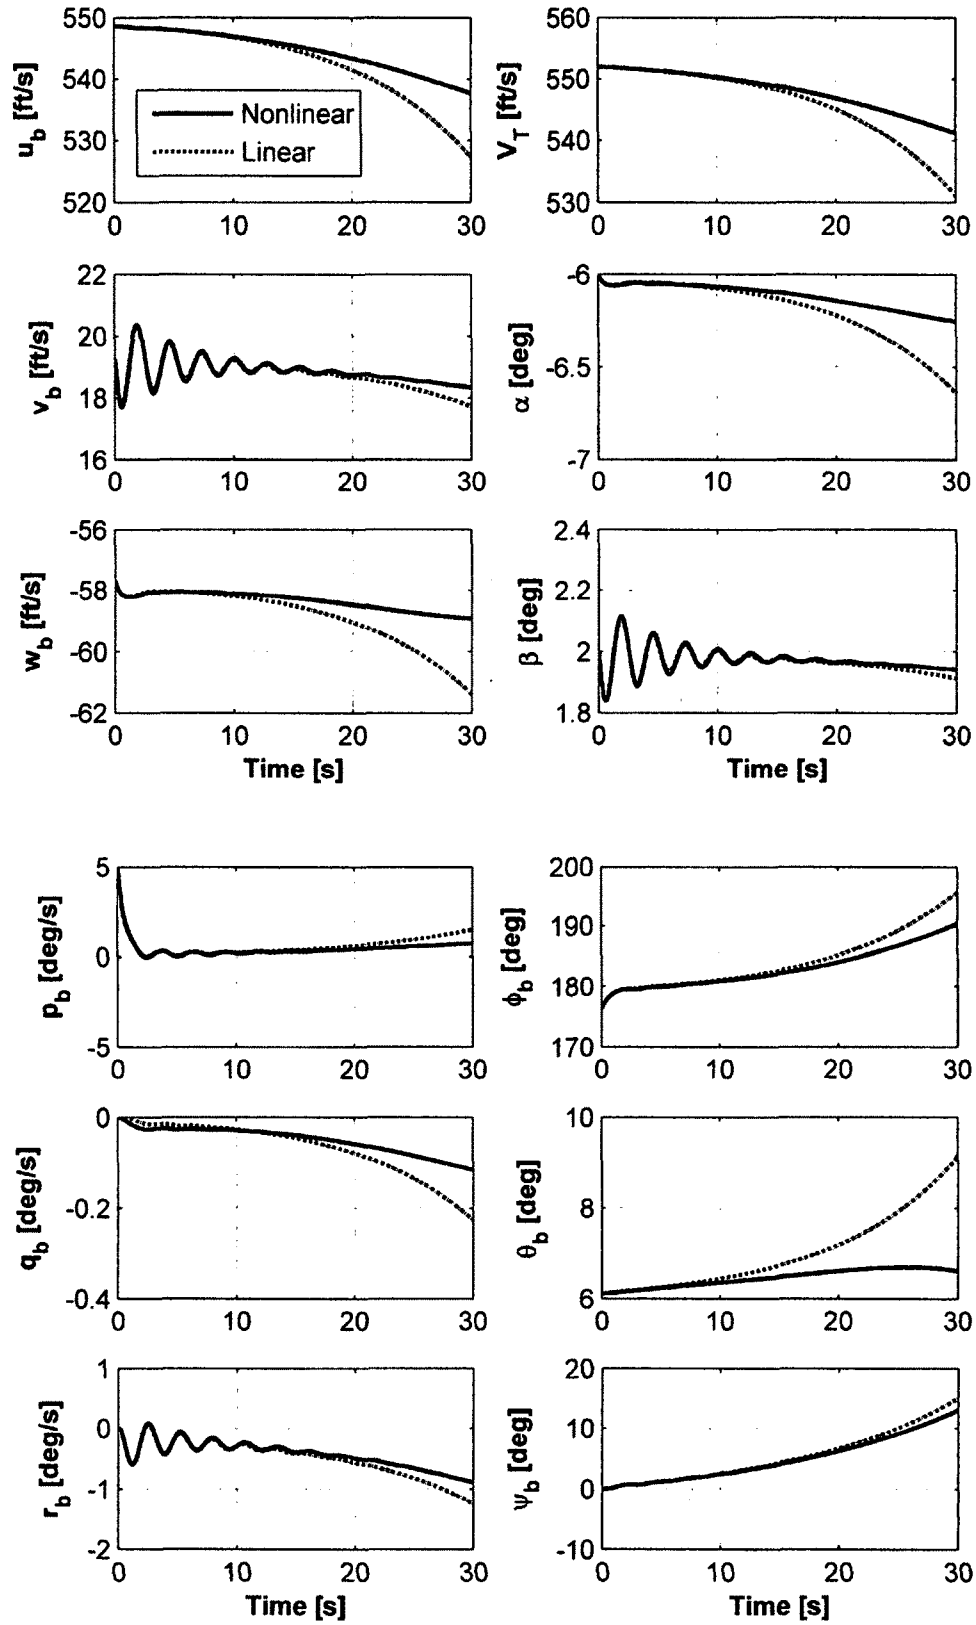 550
540
530
520
u_b [ft/s]
Nonlinear
Linear
0 10 20 30
560
550
540
530
V_T [ft/s]
0 10 20 30
22
20
18
16
v_b [ft/s]
0 10 20 30
-6
-6.5
-7
α [deg]
0 10 20 30
-56
-58
-60
-62
w_b [ft/s]
0 10 20 30
Time [s]
2.4
2.2
2
1.8
β [deg]
0 10 20 30
Time [s]
5
0
-5
p_b [deg/s]
0 10 20 30
200
190
180
170
ϕ_b [deg]
0 10 20 30
0
-0.2
-0.4
q_b [deg/s]
0 10 20 30
10
8
6
θ_b [deg]
0 10 20 30
1
0
-1
-2
r_b [deg/s]
0 10 20 30
Time [s]
20
10
0
-10
ψ_b [deg]
0 10 20 30
Time [s]